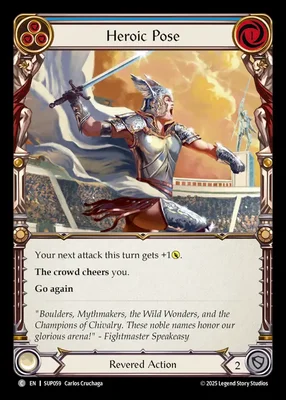 Heroic Pose
Your next attack this turn gets +1
The crowd cheers you.
Go again
"Boulders, Mythmakers, the Wild Wonders, and the
Champions of Chivalry. These noble names honor our
glorious arena!" - Fightmaster Speakeasy
Revered Action
2
C EN | SUP059 Carlos Cruchaga
© 2025 Legend Story Studios